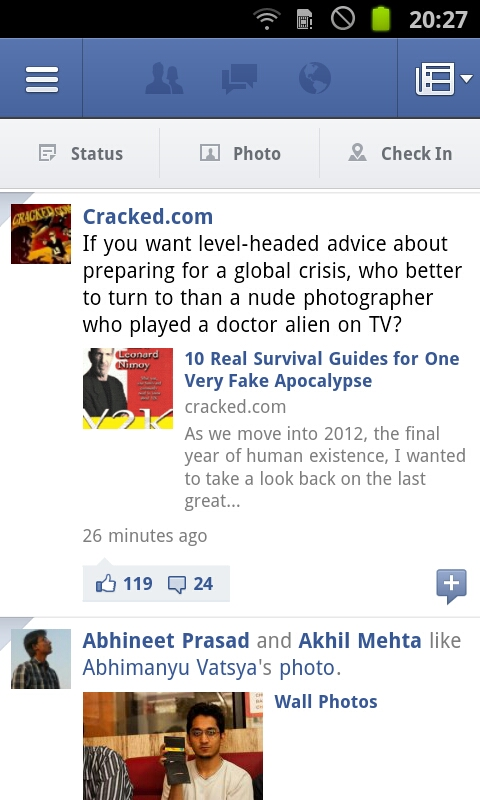 20:27
Status
Photo
Check In
CRACKED.COM
Cracked.com
If you want level-headed advice about
preparing for a global crisis, who better
to turn to than a nude photographer
who played a doctor alien on TV?
Leonard
Nimoy
Y2K
10 Real Survival Guides for One
Very Fake Apocalypse
cracked.com
As we move into 2012, the final
year of human existence, I wanted
to take a look back on the last
great...
26 minutes ago
119
24
Abhineet Prasad and Akhil Mehta like
Abhimanyu Vatsya's photo.
Wall Photos